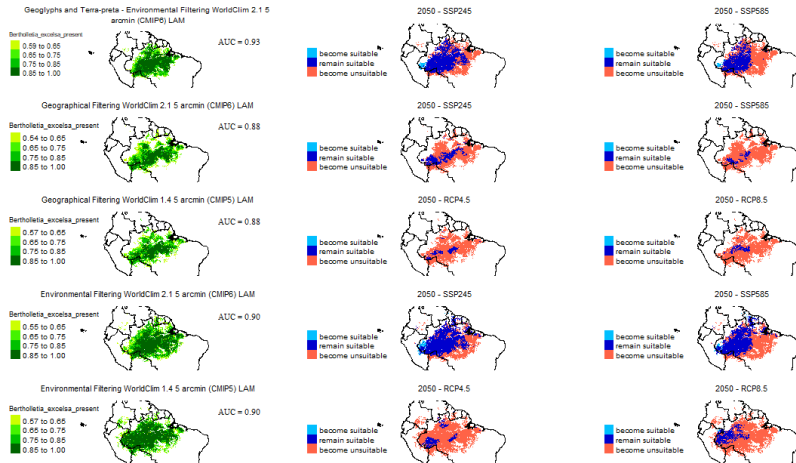 Geoglyphs and Terra-preta - Environmental Filtering WorldClim 2.1 5
arcmin (CMIP6) LAM
AUC = 0.93
Bertholletia_excelsa_present
0.59 to 0.65
0.65 to 0.75
0.75 to 0.85
0.85 to 1.00
2050 - SSP245
become suitable
remain suitable
become unsuitable
2050 - SSP585
become suitable
remain suitable
become unsuitable
Geographical Filtering WorldClim 2.1 5 arcmin (CMIP6) LAM
AUC = 0.88
Bertholletia_excelsa_present
0.54 to 0.65
0.65 to 0.75
0.75 to 0.85
0.85 to 1.00
2050 - SSP245
become suitable
remain suitable
become unsuitable
2050 - SSP585
become suitable
remain suitable
become unsuitable
Geographical Filtering WorldClim 1.4 5 arcmin (CMIP5) LAM
AUC = 0.88
Bertholletia_excelsa_present
0.57 to 0.65
0.65 to 0.75
0.75 to 0.85
0.85 to 1.00
2050 - RCP4.5
become suitable
remain suitable
become unsuitable
2050 - RCP8.5
become suitable
remain suitable
become unsuitable
Environmental Filtering WorldClim 2.1 5 arcmin (CMIP6) LAM
AUC = 0.90
Bertholletia_excelsa_present
0.55 to 0.65
0.65 to 0.75
0.75 to 0.85
0.85 to 1.00
2050 - SSP245
become suitable
remain suitable
become unsuitable
2050 - SSP585
become suitable
remain suitable
become unsuitable
Environmental Filtering WorldClim 1.4 5 arcmin (CMIP5) LAM
AUC = 0.90
Bertholletia_excelsa_present
0.57 to 0.65
0.65 to 0.75
0.75 to 0.85
0.85 to 1.00
2050 - RCP4.5
become suitable
remain suitable
become unsuitable
2050 - RCP8.5
become suitable
remain suitable
become unsuitable